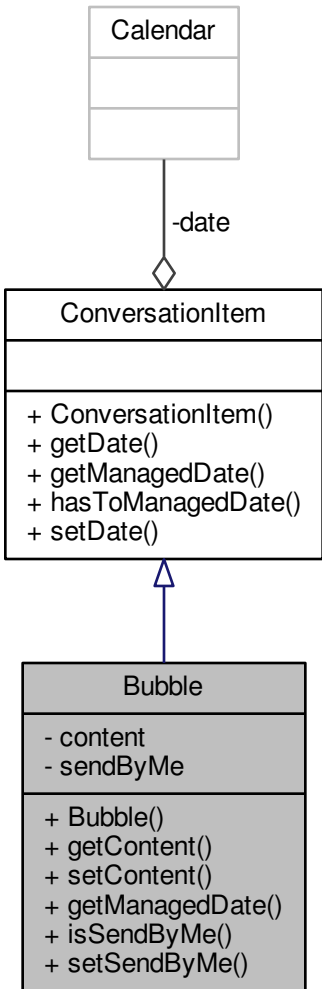 Calendar
-date
ConversationItem
+ ConversationItem()
+ getDate()
+ getManagedDate()
+ hasToManagedDate()
+ setDate()
Bubble
- content
- sendByMe
+ Bubble()
+ getContent()
+ setContent()
+ getManagedDate()
+ isSendByMe()
+ setSendByMe()